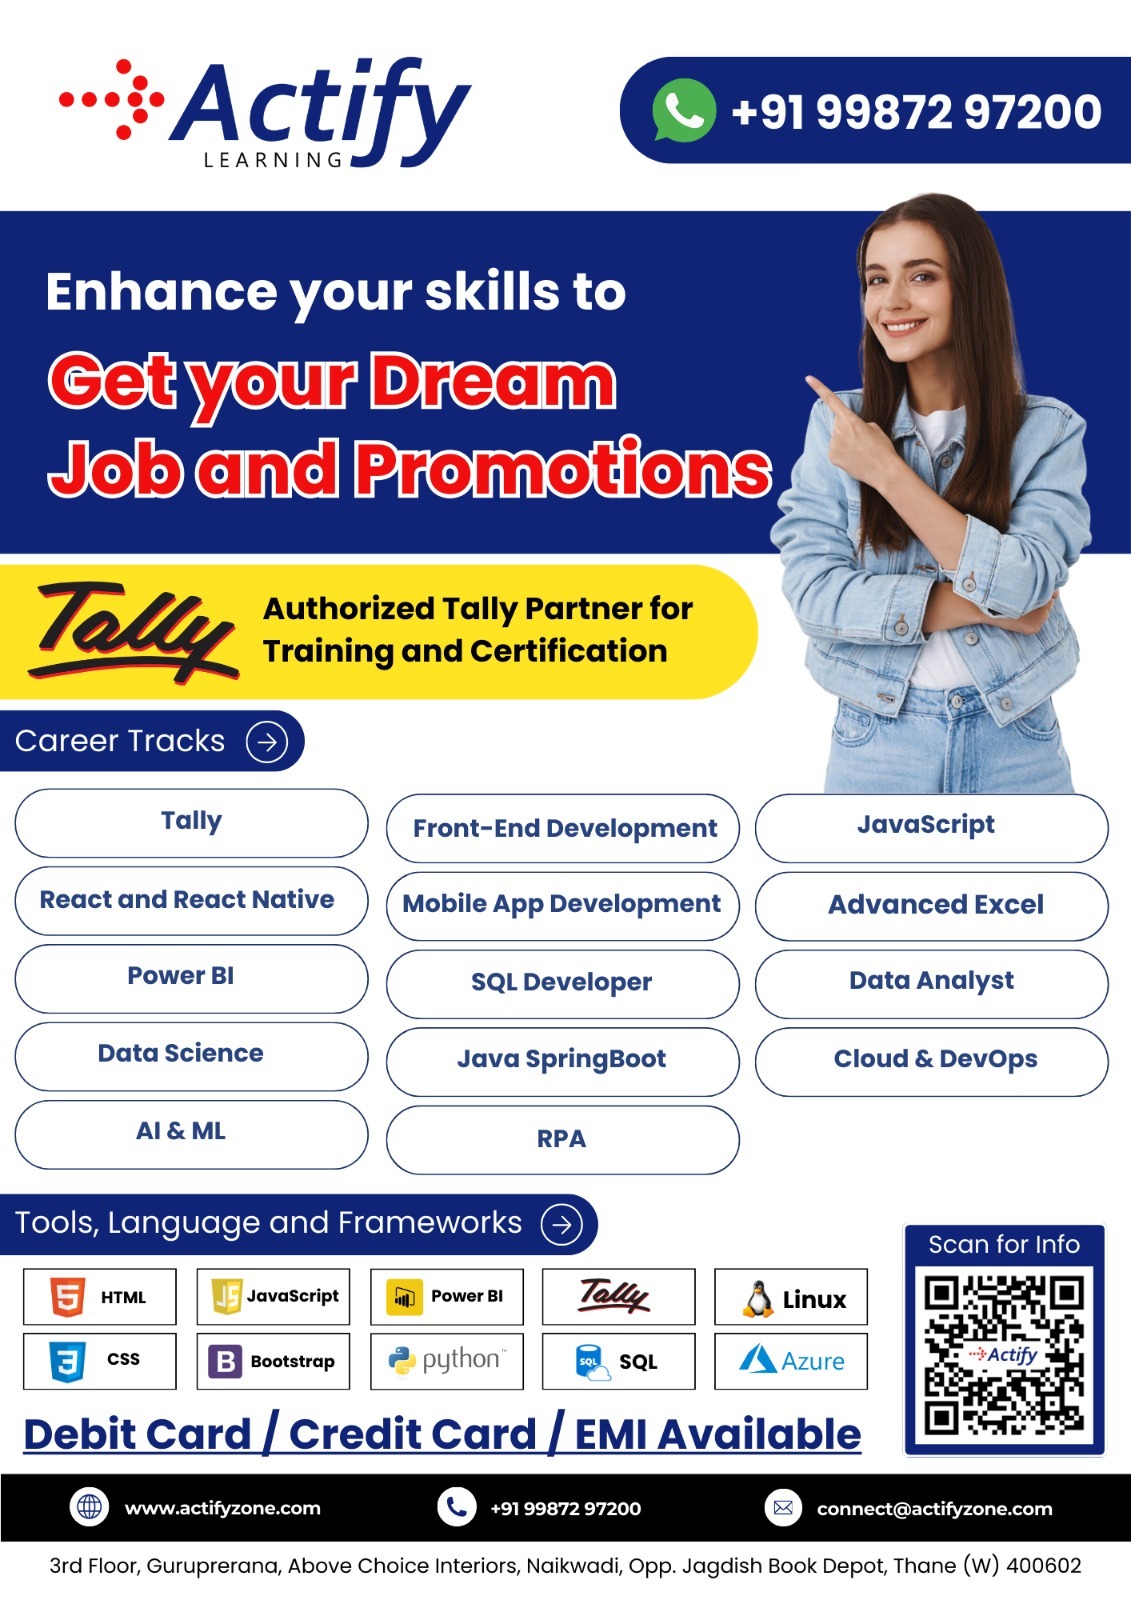 Actify
LEARNING
+91 99872 97200
Enhance your skills to
Get your Dream
Job and Promotions
Tally
Authorized Tally Partner for
Training and Certification
Career Tracks
Tally
Front-End Development
JavaScript
React and React Native
Mobile App Development
Advanced Excel
Power BI
SQL Developer
Data Analyst
Data Science
Java SpringBoot
Cloud & DevOps
AI & ML
RPA
Tools, Language and Frameworks
Scan for Info
5 HTML
JS JavaScript
Power BI
Tally
Linux
3 CSS
B Bootstrap
python™
SQL SQL
Azure
Actify
Debit Card / Credit Card / EMI Available
www.actifyzone.com
+91 99872 97200
connect@actifyzone.com
3rd Floor, Guruprerana, Above Choice Interiors, Naikwadi, Opp. Jagdish Book Depot, Thane (W) 400602